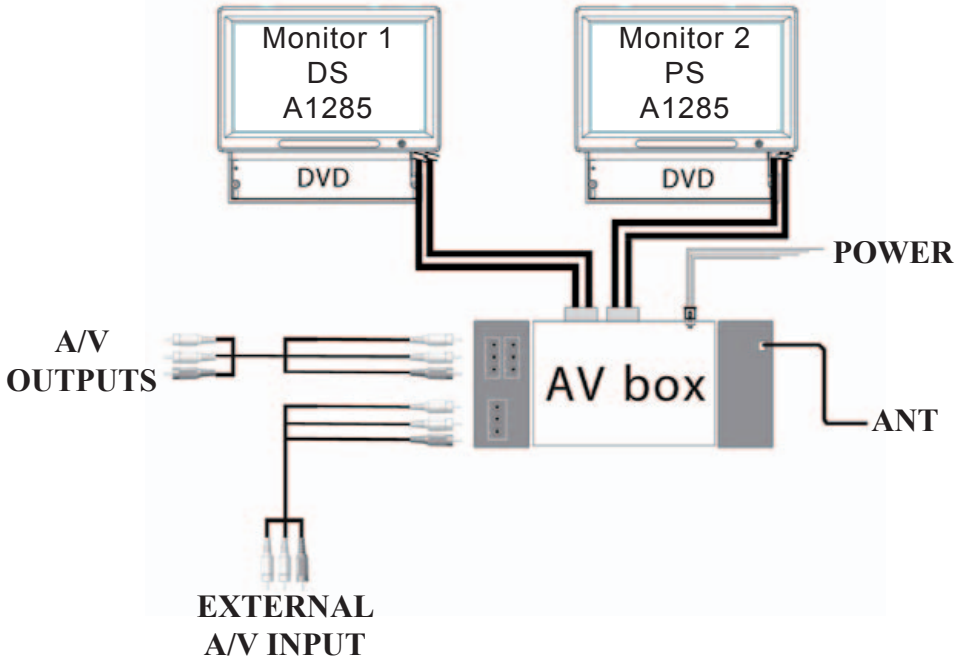 Monitor 1
DS
A1285
Monitor 2
PS
A1285
DVD
DVD
POWER
A/V
OUTPUTS
AV box
ANT
EXTERNAL
A/V INPUT